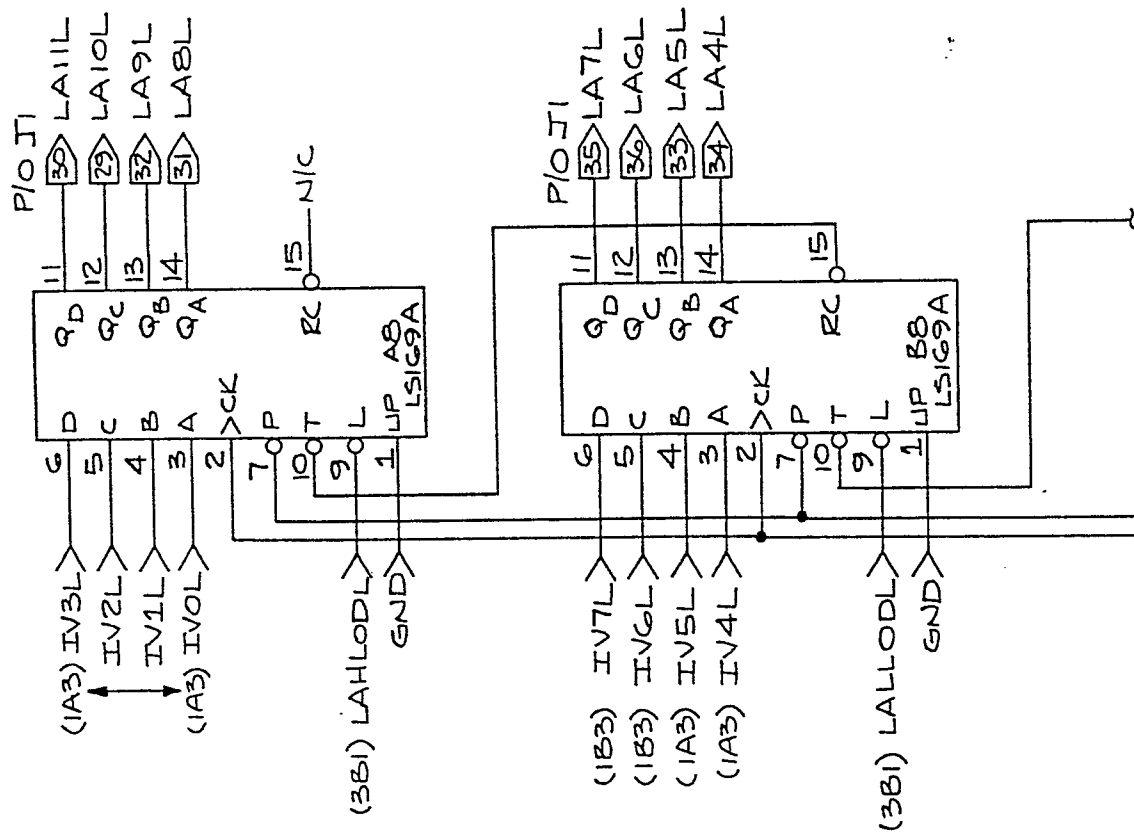 P/O J1
30 LA11L
29 LA10L
32 LA9L
31 LA8L
N/C
11
12
13
14
15
QD
QC
QB
QA
RC
A8
LS169A
D
C
B
A
>CK
P
T
L
UP
6
5
4
3
2
7
10
9
1
(1A3) IV3L
IV2L
IV1L
(1A3) IV0L
(3B1) LAHLODL
GND
P/O J1
35 LA7L
36 LA6L
33 LA5L
34 LA4L
11
12
13
14
15
QD
QC
QB
QA
RC
B8
LS169A
D
C
B
A
>CK
P
T
L
UP
6
5
4
3
2
7
10
9
1
(1B3) IV7L
(1B3) IV6L
(1A3) IV5L
(1A3) IV4L
(3B1) LALLODL
GND